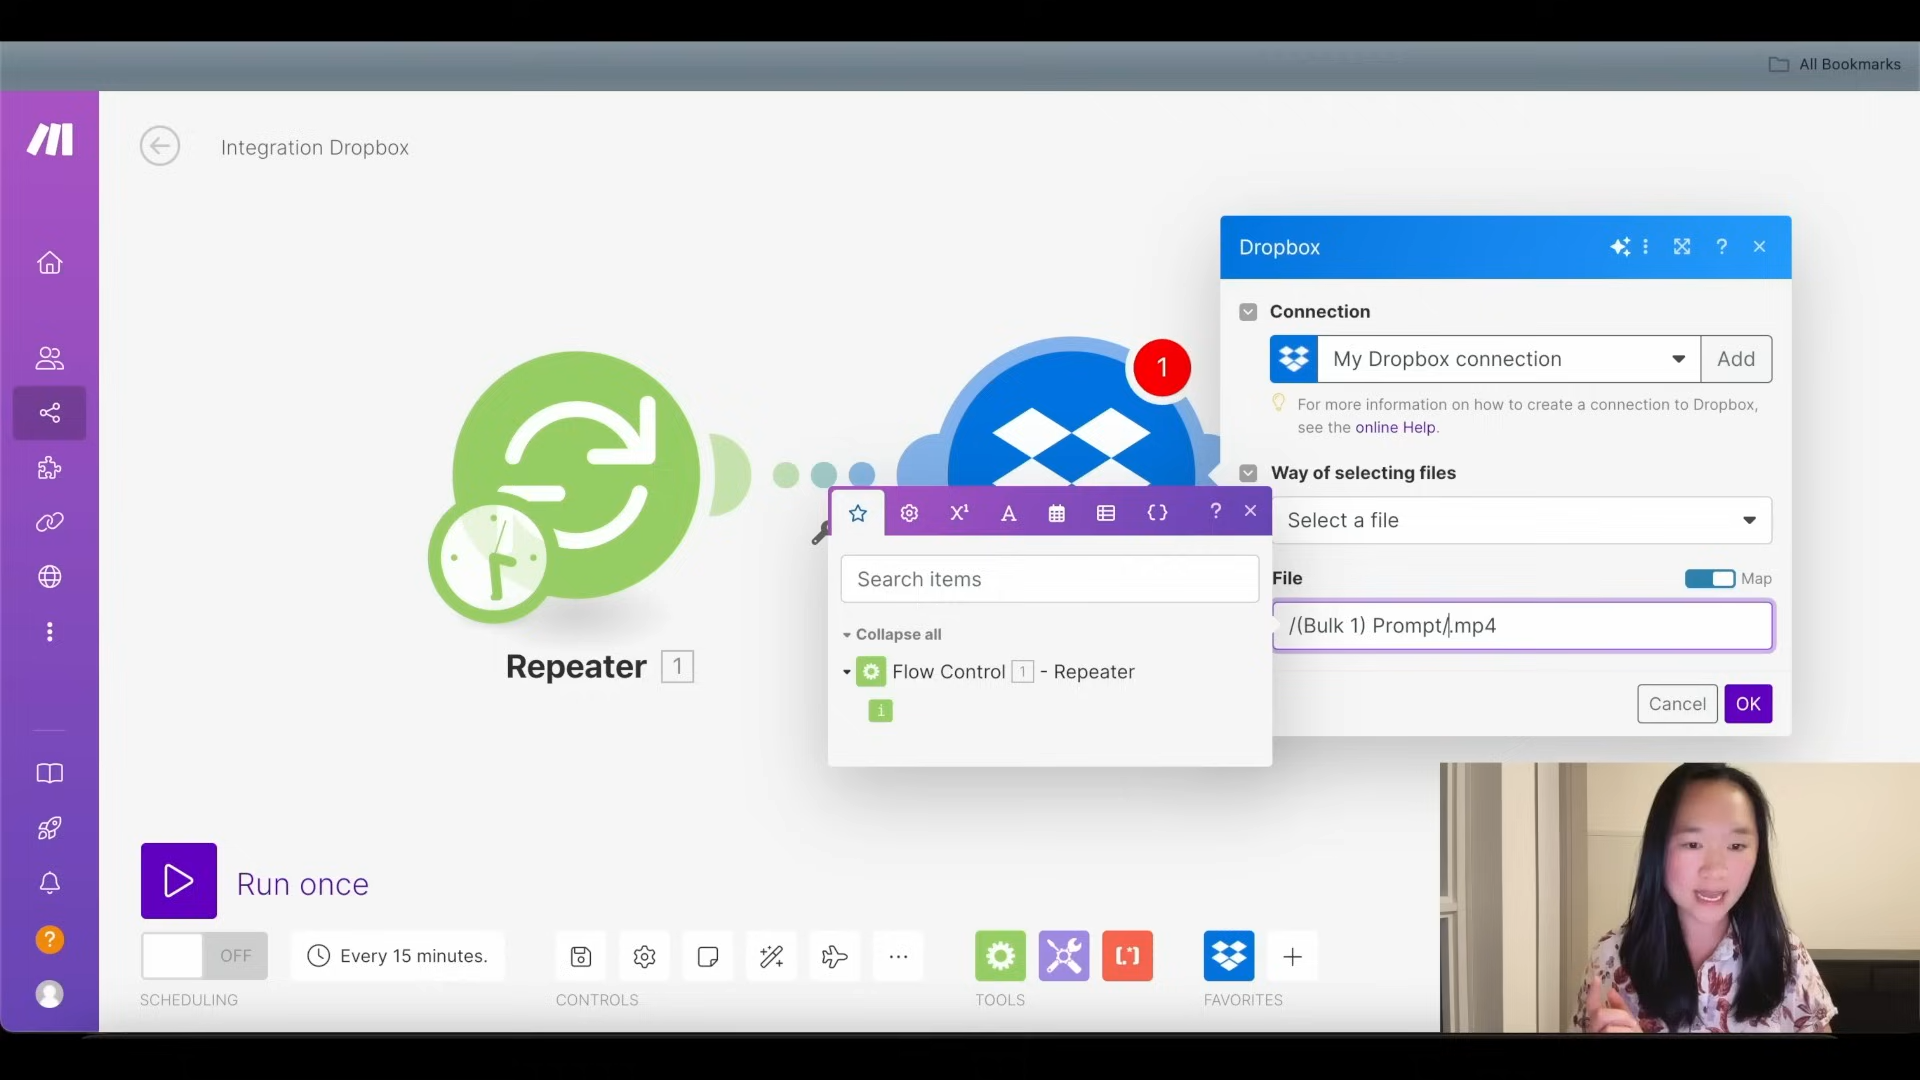 All Bookmarks
Integration Dropbox
Dropbox
?
Connection
My Dropbox connection
Add
For more information on how to create a connection to Dropbox,
see the online Help.
1
Way of selecting files
X¹ A { } ?
Select a file
Search items
File
Map
/(Bulk 1) Prompt/.mp4
Collapse all
Repeater 1
Flow Control 1 - Repeater
i
Cancel OK
Run once
?
OFF
Every 15 minutes.
[.*]
SCHEDULING
CONTROLS
TOOLS
FAVORITES